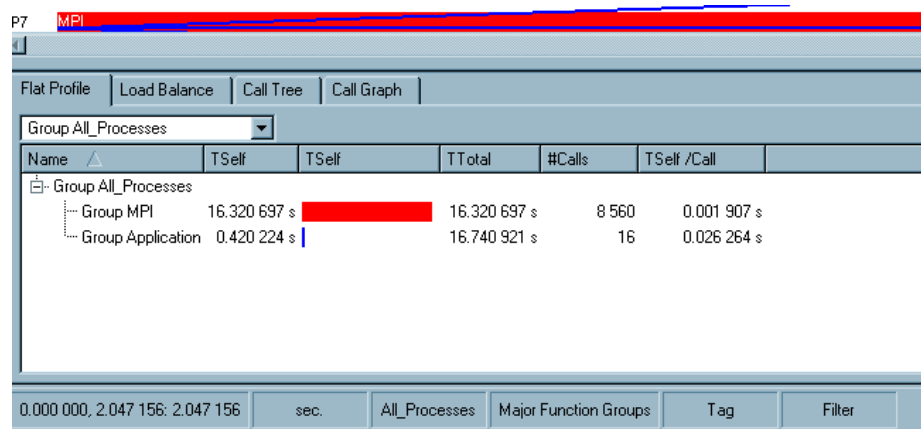 P7 MPI
Flat Profile Load Balance Call Tree Call Graph
Group All_Processes
Name TSelf TSelf TTotal #Calls TSelf /Call
Group All_Processes
Group MPI 16.320 697 s 16.320 697 s 8 560 0.001 907 s
Group Application 0.420 224 s 16.740 921 s 16 0.026 264 s
0.000 000, 2.047 156: 2.047 156 sec. All_Processes Major Function Groups Tag Filter